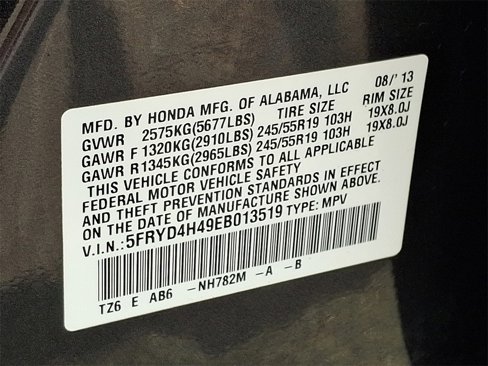 MFD. BY HONDA MFG. OF ALABAMA, LLC 08/'13
GVWR 2575KG(5677LBS) TIRE SIZE RIM SIZE
GAWR F 1320KG(2910LBS) 245/55R19 103H 19X8.0J
GAWR R 1345KG(2965LBS) 245/55R19 103H 19X8.0J
THIS VEHICLE CONFORMS TO ALL APPLICABLE
FEDERAL MOTOR VEHICLE SAFETY
AND THEFT PREVENTION STANDARDS IN EFFECT
ON THE DATE OF MANUFACTURE SHOWN ABOVE.
V.I.N.: 5FRYD4H49EB013519 TYPE: MPV
TZ6 E AB6 -NH782M -A -B